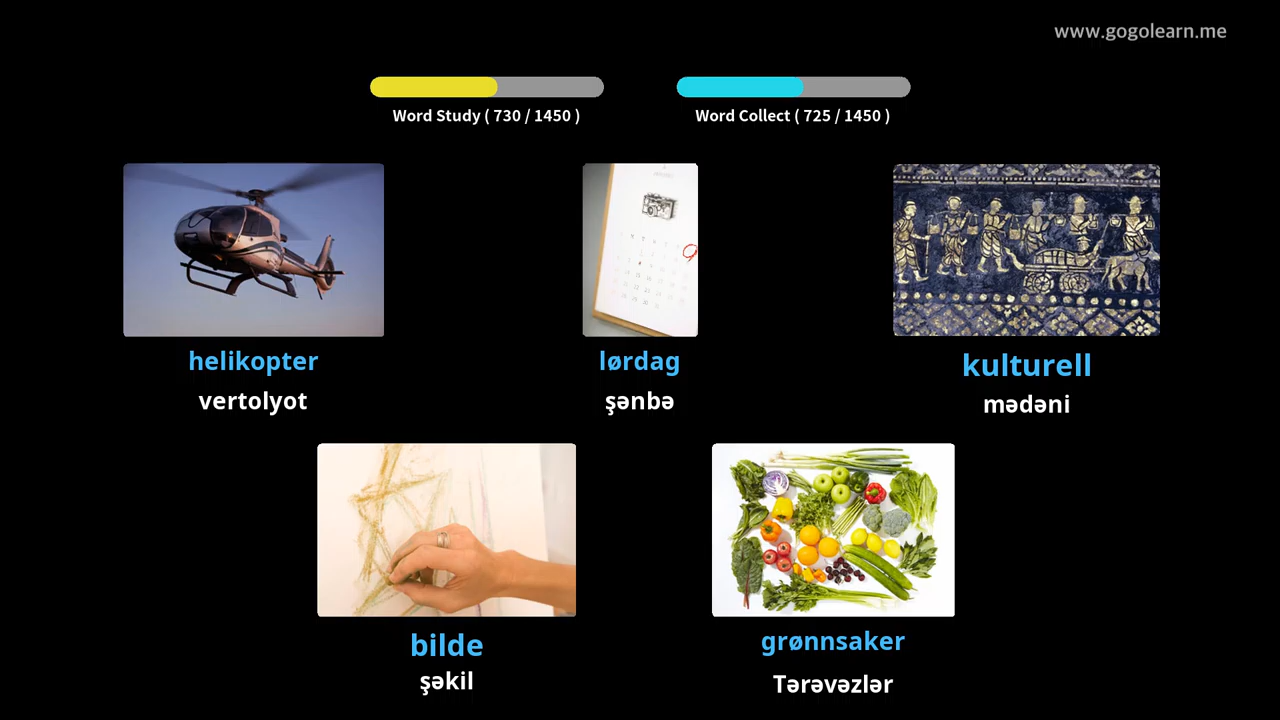 www.gogolearn.me
Word Study ( 730 / 1450 )
Word Collect ( 725 / 1450 )
helikopter
vertolyot
lørdag
şənbə
kulturell
mədəni
bilde
şəkil
grønnsaker
Tərəvəzlər